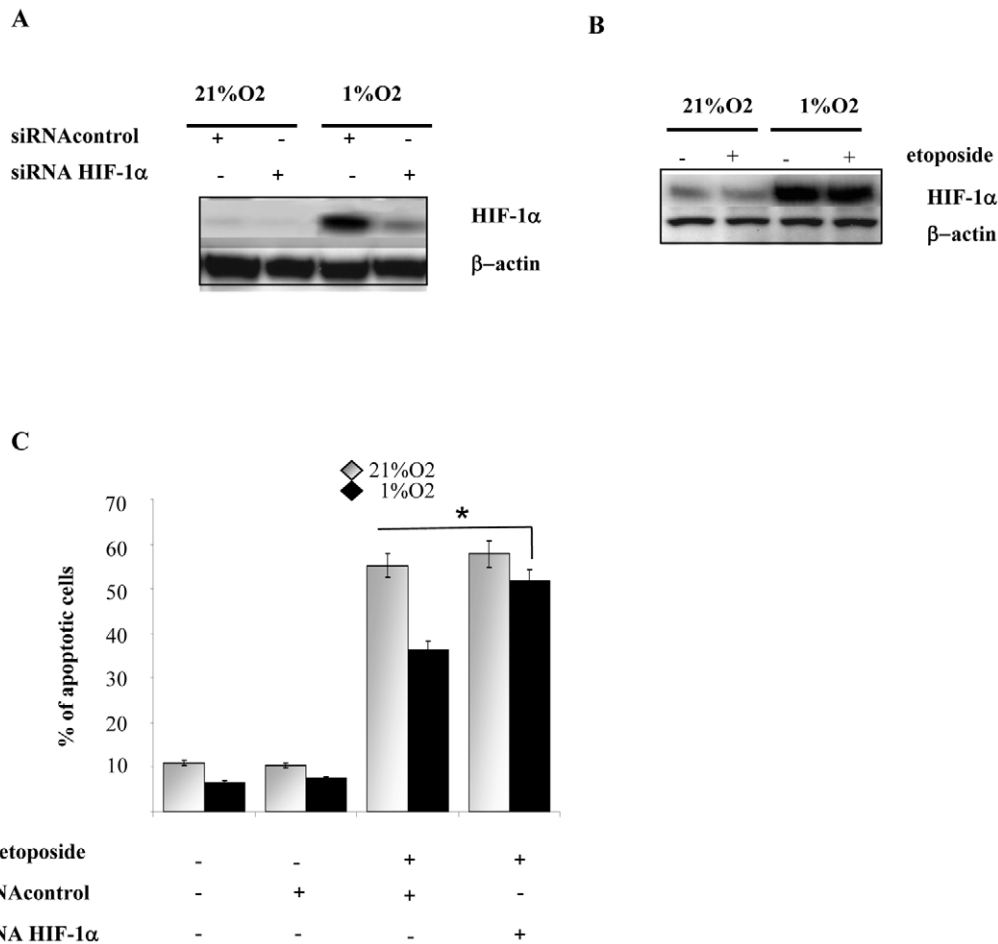 A
21%O2 1%O2
siRNAcontrol + - + -
siRNA HIF-1α - + - +
HIF-1α
β-actin
B
21%O2 1%O2
- + - + etoposide
HIF-1α
β-actin
C
21%O2
1%O2
*
70
60
50
40
30
20
10
% of apoptotic cells
etoposide - - + +
NAcontrol - + + -
NA HIF-1α - - - +